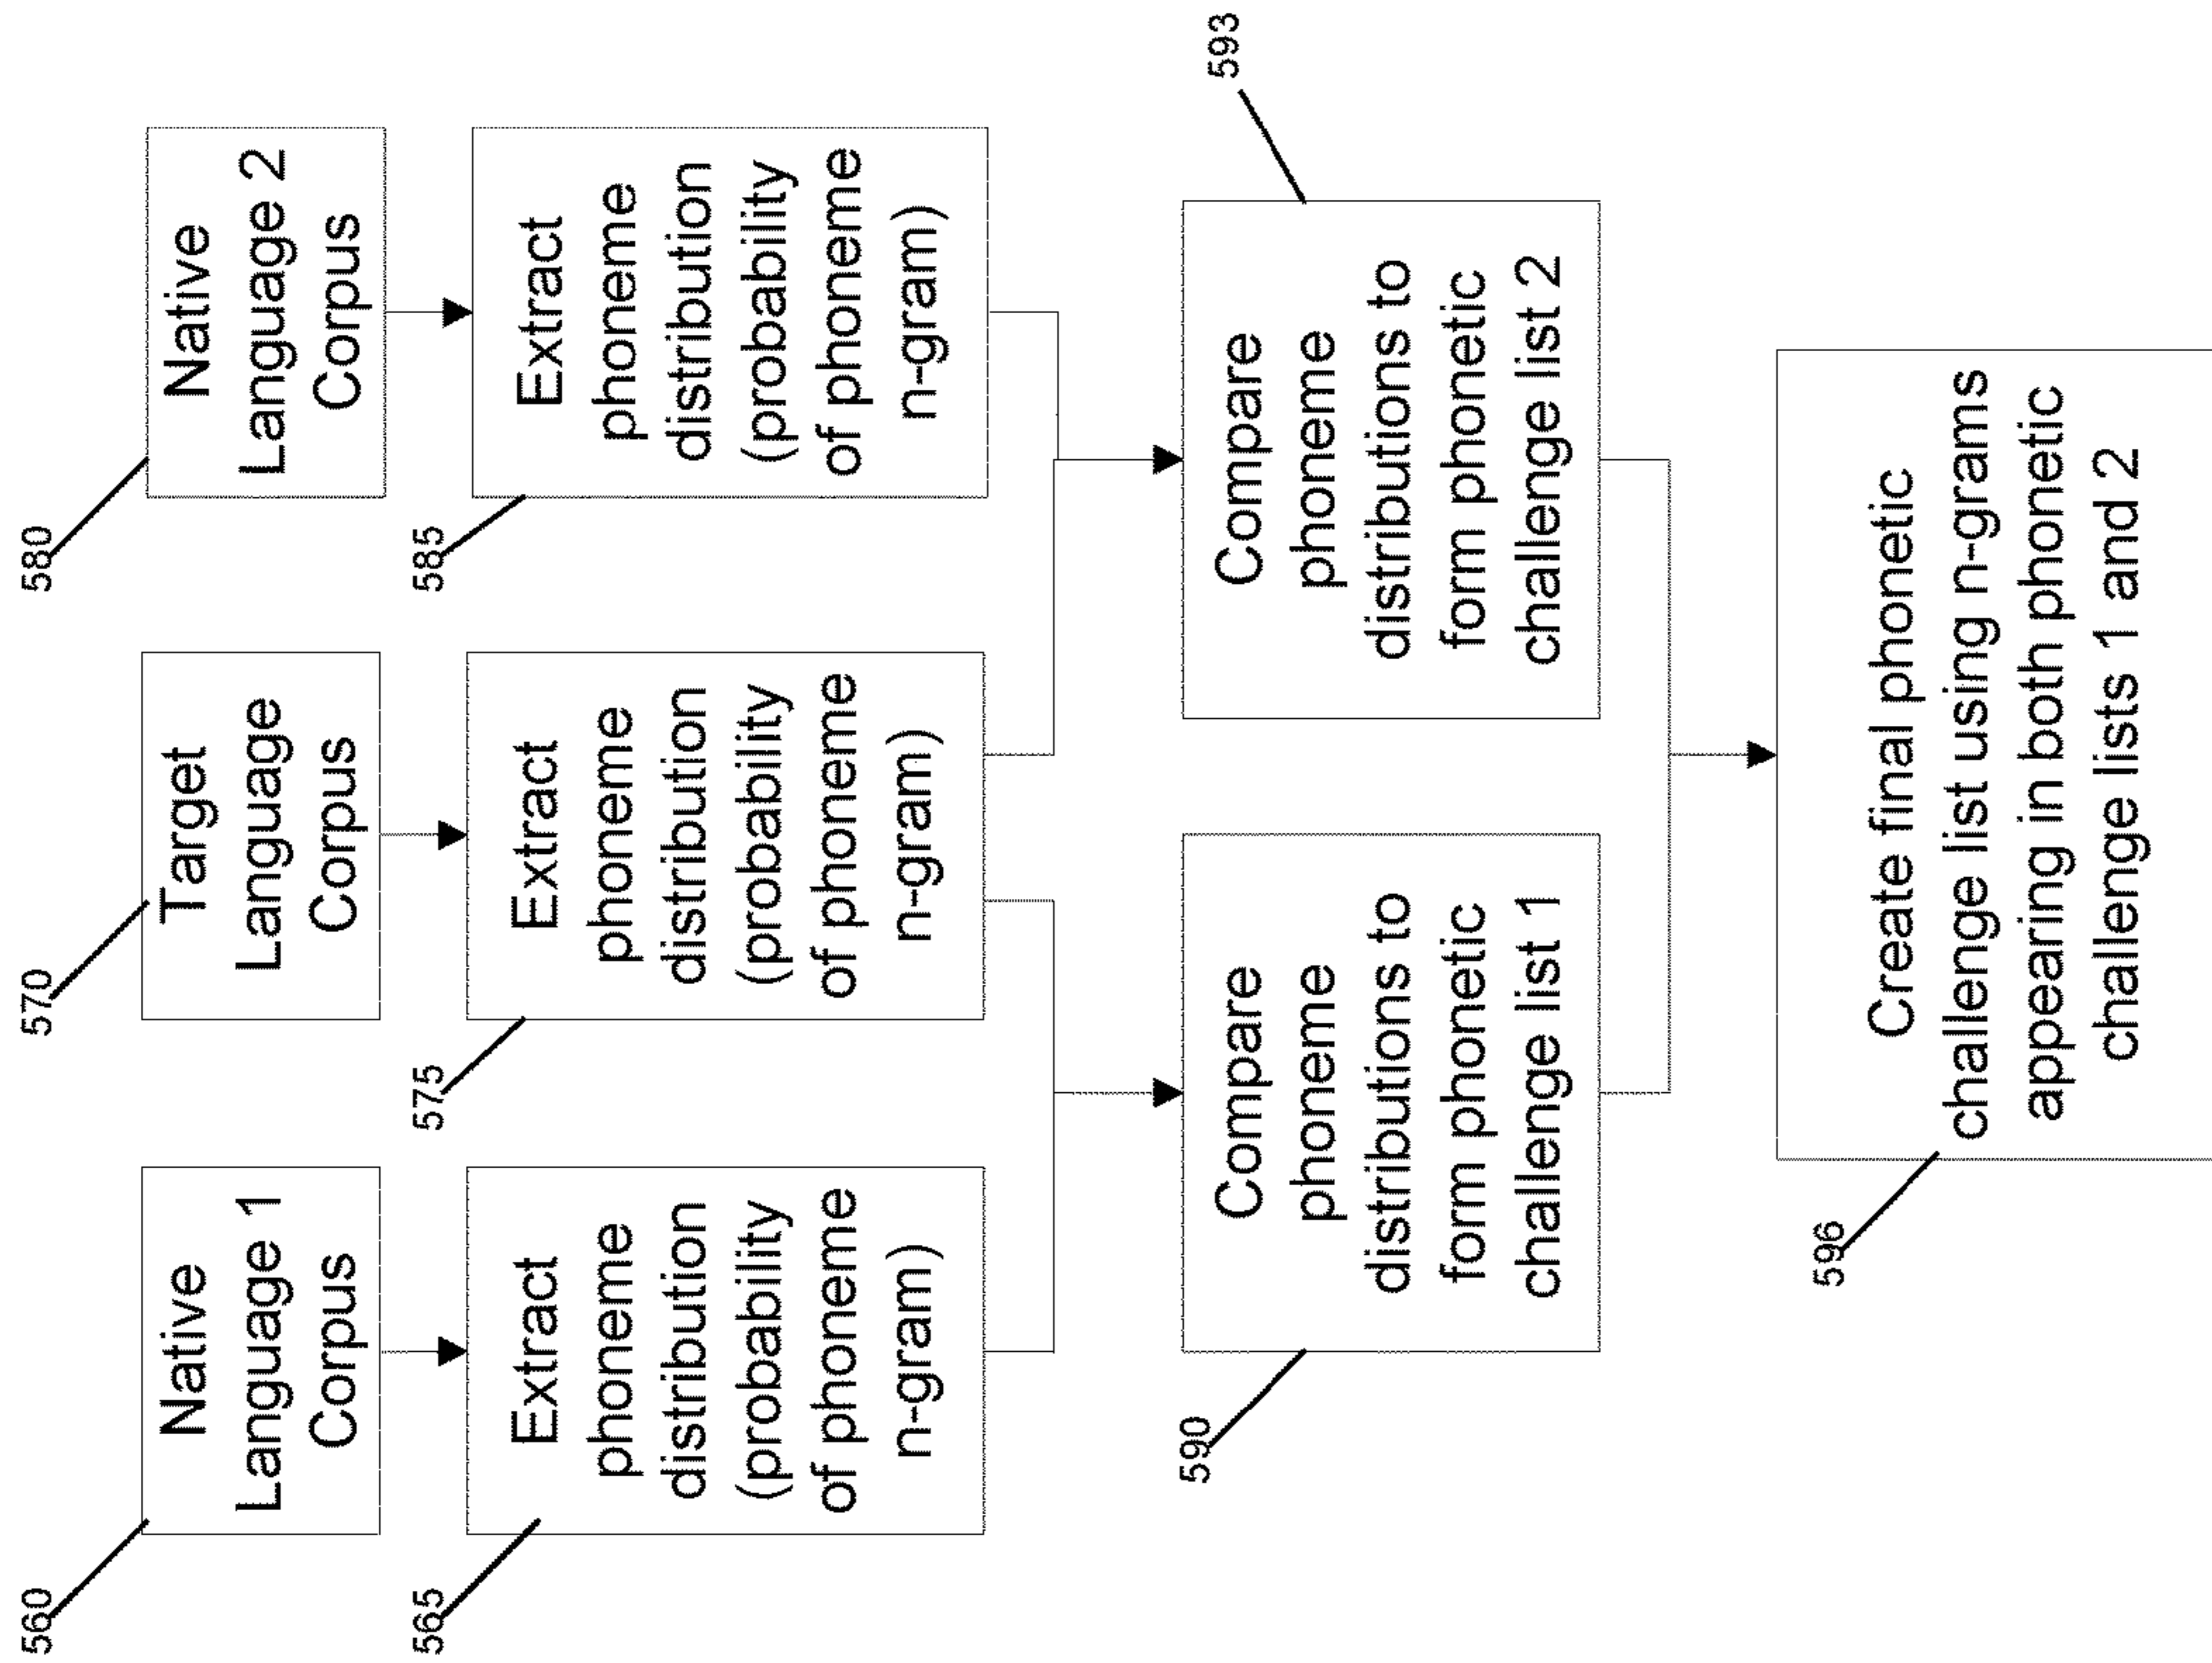 560
Native
Language 1
Corpus
570
Target
Language
Corpus
580
Native
Language 2
Corpus
565
Extract
phoneme
distribution
(probability
of phoneme
n-gram)
575
Extract
phoneme
distribution
(probability
of phoneme
n-gram)
585
Extract
phoneme
distribution
(probability
of phoneme
n-gram)
590
Compare
phoneme
distributions to
form phonetic
challenge list 1
593
Compare
phoneme
distributions to
form phonetic
challenge list 2
596
Create final phonetic
challenge list using n-grams
appearing in both phonetic
challenge lists 1 and 2